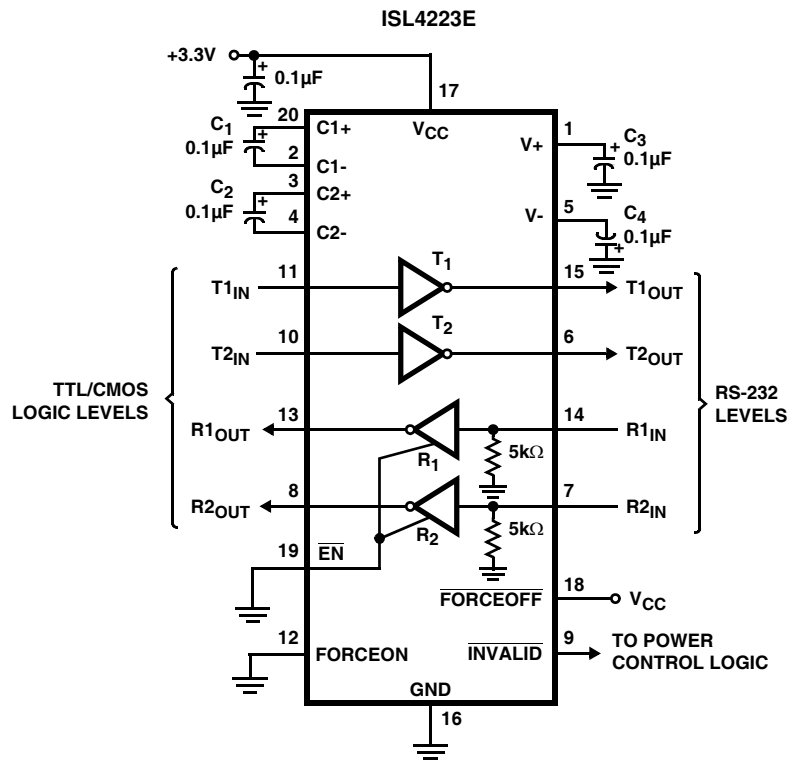 ISL4223E
+3.3V
+
0.1µF
17
20
C1+
VCC
C1
0.1µF
+
2
C1-
1
V+
+
C3
0.1µF
3
C2+
C2
0.1µF
+
4
C2-
5
V-
C4
0.1µF
+
T1
T1IN
11
15
T1OUT
T2
T2IN
10
6
T2OUT
TTL/CMOS
LOGIC LEVELS
RS-232
LEVELS
R1OUT
13
14
R1IN
R1
5kΩ
R2OUT
8
7
R2IN
R2
5kΩ
19
EN
FORCEOFF
18
VCC
12
FORCEON
INVALID
9
TO POWER
CONTROL LOGIC
GND
16